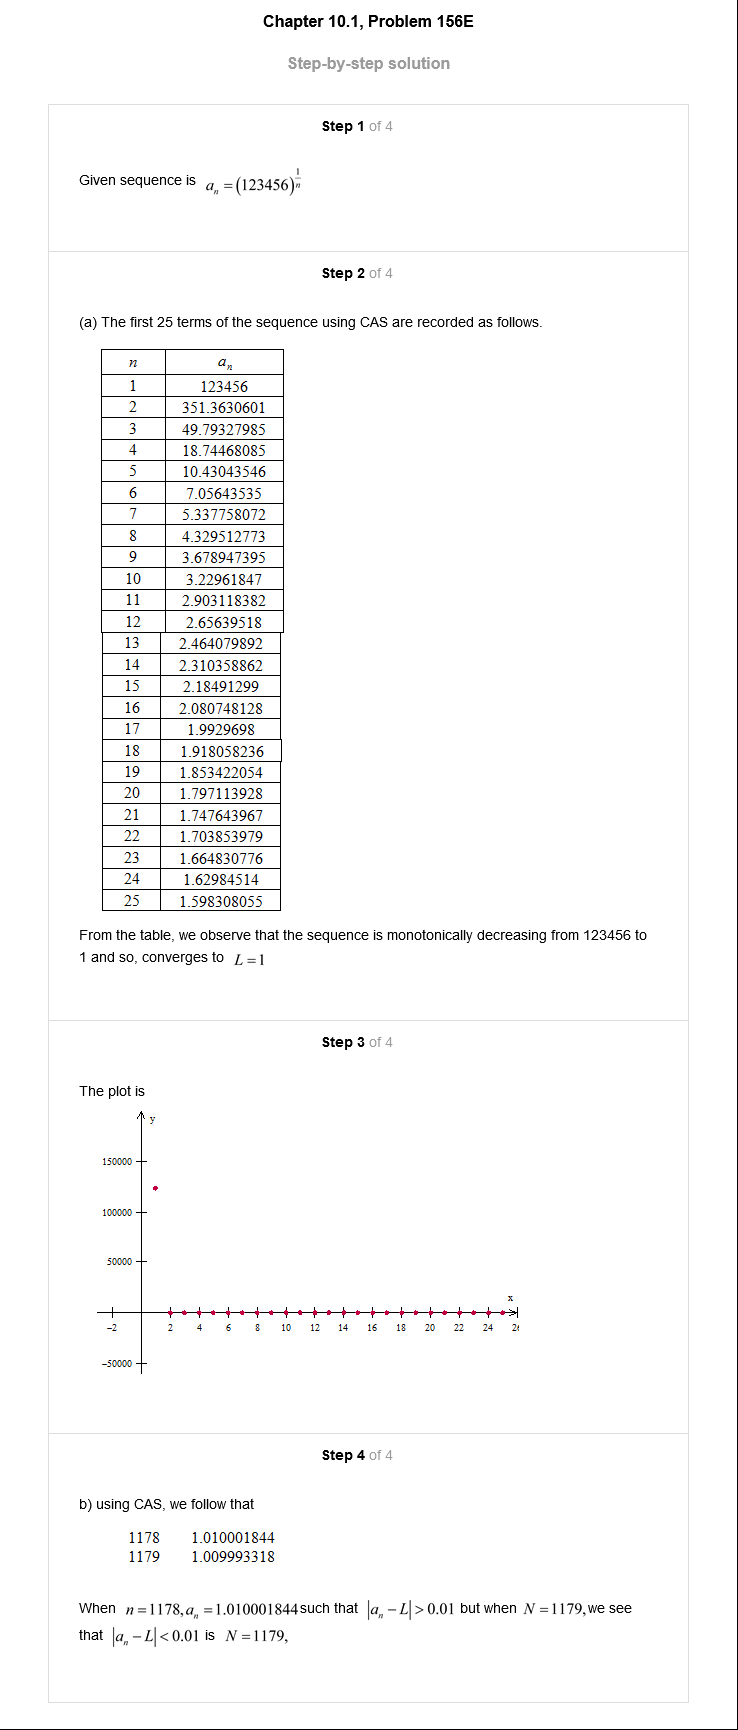 Chapter 10.1, Problem 156E
Step-by-step solution
Step 1 of 4
Given sequence is aₙ = (123456)^(1/n)
Step 2 of 4
(a) The first 25 terms of the sequence using CAS are recorded as follows.
n aₙ
1 123456
2 351.3630601
3 49.79327985
4 18.74468085
5 10.43043546
6 7.05643535
7 5.337758072
8 4.329512773
9 3.678947395
10 3.22961847
11 2.903118382
12 2.65639518
13 2.464079892
14 2.310358862
15 2.18491299
16 2.080748128
17 1.9929698
18 1.918058236
19 1.853422054
20 1.797113928
21 1.747643967
22 1.703853979
23 1.664830776
24 1.62984514
25 1.598308055
From the table, we observe that the sequence is monotonically decreasing from 123456 to
1 and so, converges to L = 1
Step 3 of 4
The plot is
y
150000
100000
50000
x
-2 2 4 6 8 10 12 14 16 18 20 22 24
-50000
Step 4 of 4
b) using CAS, we follow that
1178 1.010001844
1179 1.009993318
When n = 1178, aₙ = 1.010001844 such that |aₙ − L| > 0.01 but when N = 1179, we see
that |aₙ − L| < 0.01 is N = 1179,